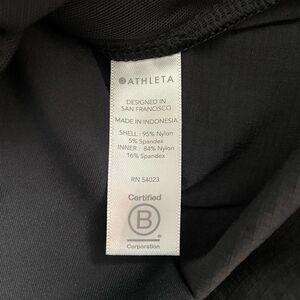 ATHLETA
DESIGNED IN
SAN FRANCISCO
MADE IN INDONESIA
SHELL: 95% Nylon
5% Spandex
INNER: 84% Nylon
16% Spandex
RN 54023
Certified
B
Corporation